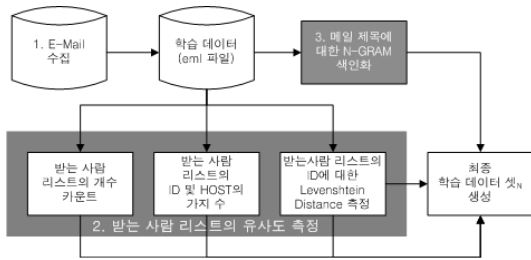 1. E-Mail
수집
학습 데이터
(eml 파일)
3. 메일 제목에
대한 N-GRAM
색인화
받는 사람
리스트의 개수
카운트
받는 사람
리스트의
ID 및 HOST의
가지 수
받는사람 리스트의
ID에 대한
Levenshtein
Distance 측정
최종
학습 데이터 셋N
생성
2. 받는 사람 리스트의 유사도 측정